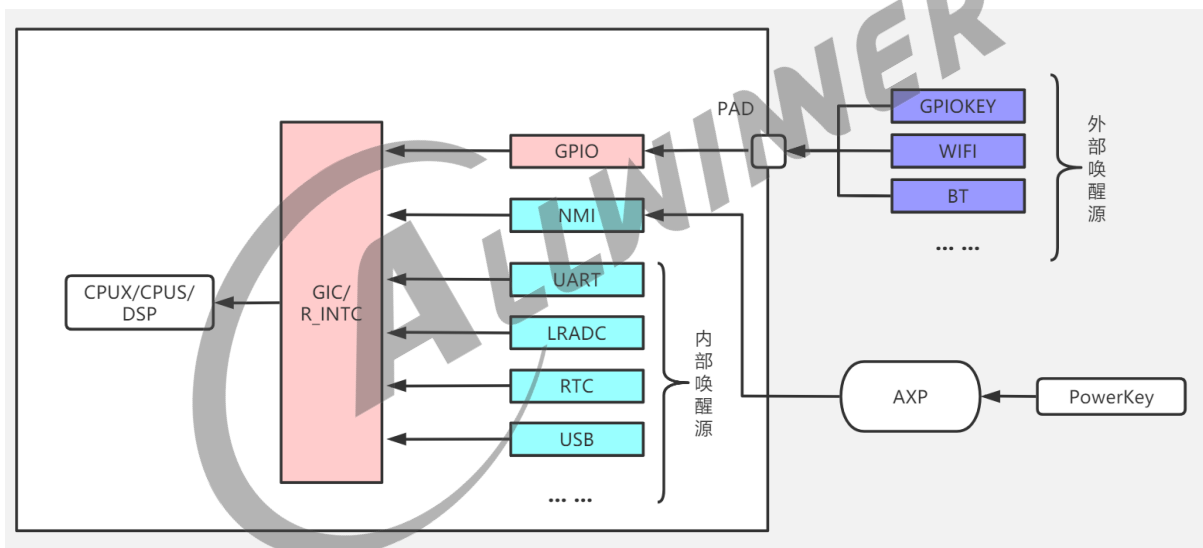 ALLWINNER
PAD
GPIOKEY
WIFI
BT
... ...
外部唤醒源
GPIO
NMI
UART
LRADC
RTC
USB
... ...
内部唤醒源
GIC/
R_INTC
CPUX/CPUS/
DSP
AXP
PowerKey